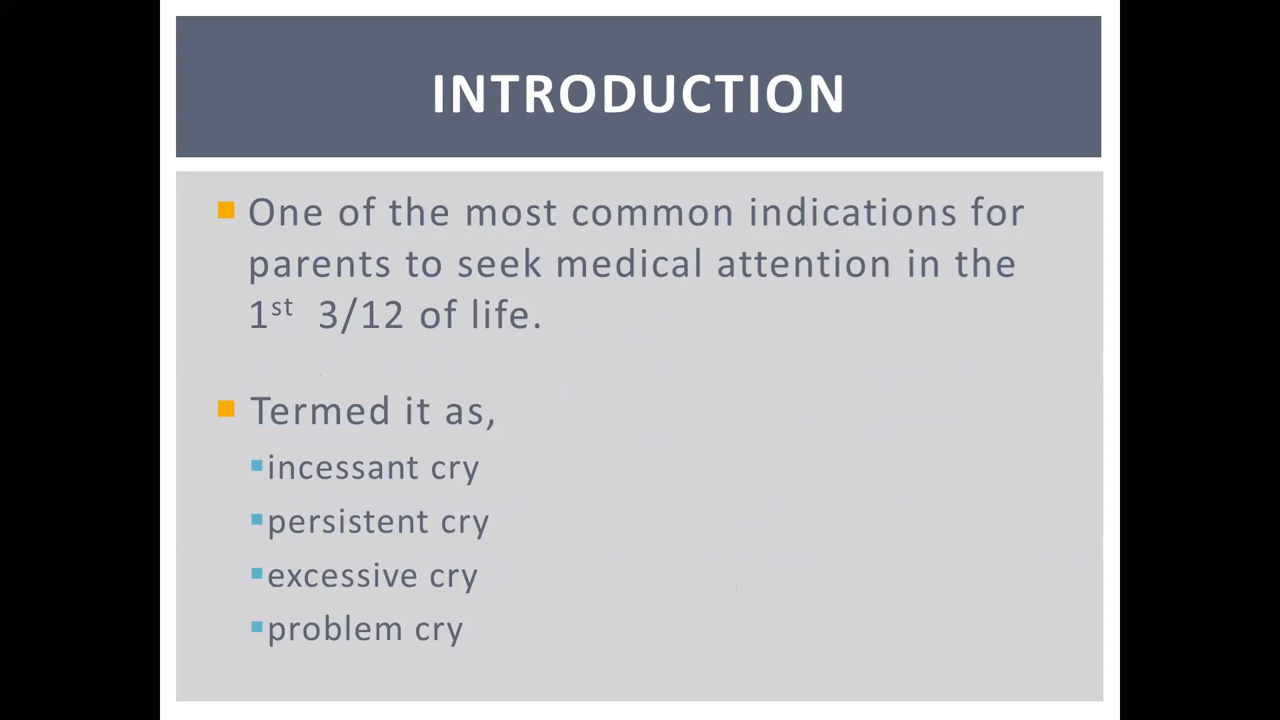 INTRODUCTION
One of the most common indications for
parents to seek medical attention in the
1st 3/12 of life.
Termed it as,
incessant cry
persistent cry
excessive cry
problem cry